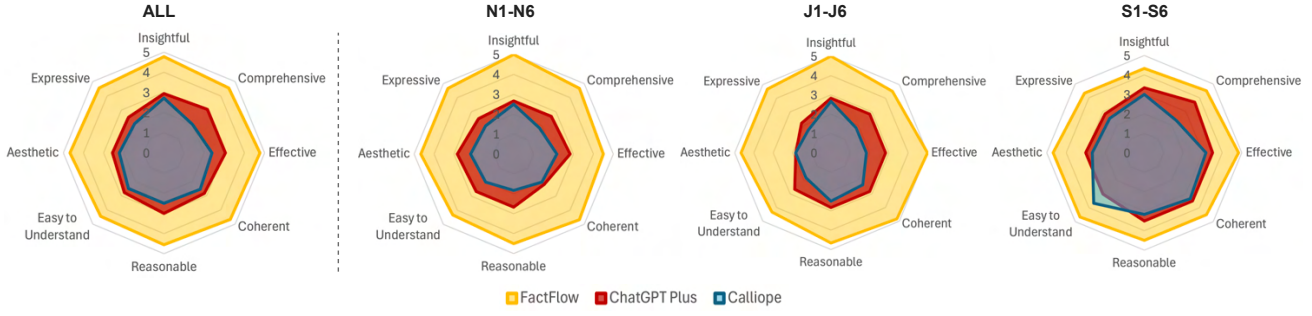 ALL
N1-N6
J1-J6
S1-S6
Insightful
Comprehensive
Effective
Coherent
Reasonable
Easy to
Understand
Aesthetic
Expressive
5
4
3
2
1
0
Insightful
Comprehensive
Effective
Coherent
Reasonable
Easy to
Understand
Aesthetic
Expressive
5
4
3
2
1
0
Insightful
Comprehensive
Effective
Coherent
Reasonable
Easy to
Understand
Aesthetic
Expressive
5
4
3
2
1
0
Insightful
Comprehensive
Effective
Coherent
Reasonable
Easy to
Understand
Aesthetic
Expressive
5
4
3
2
1
0
FactFlow
ChatGPT Plus
Calliope